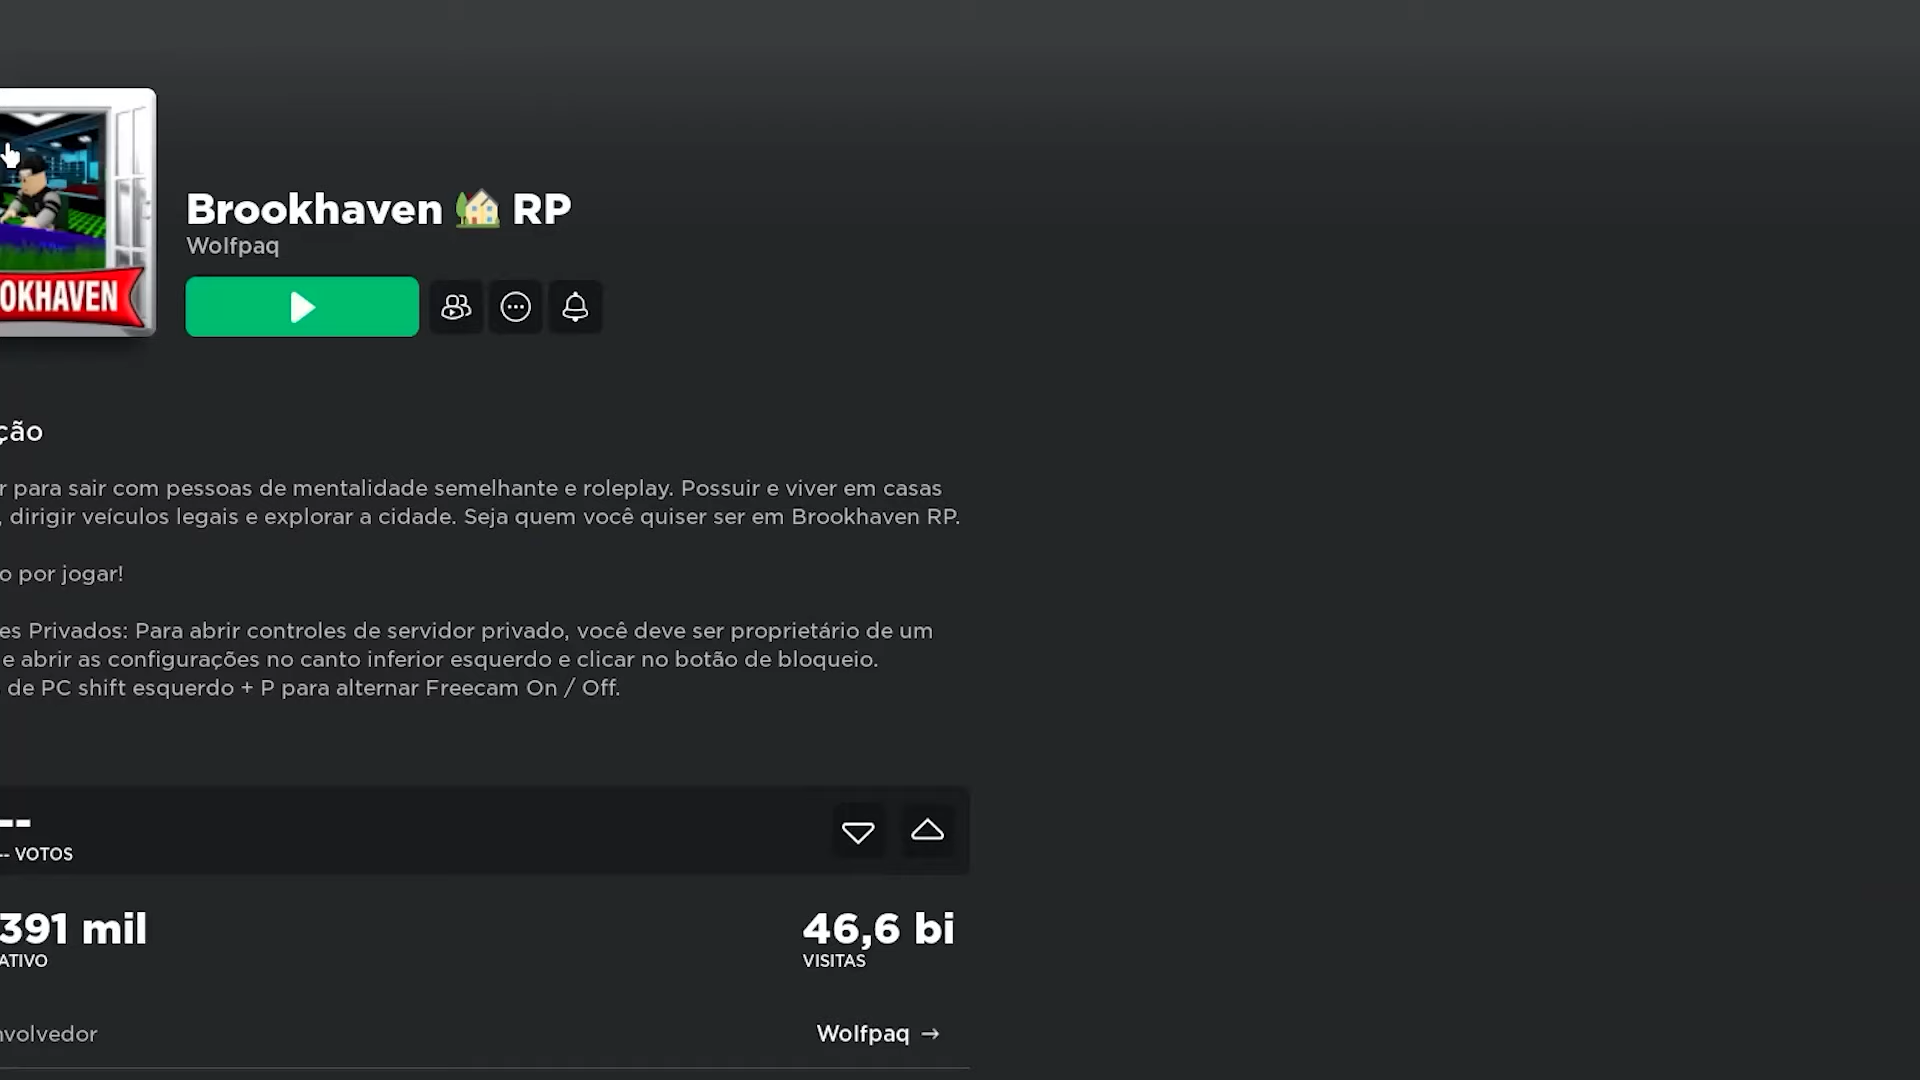 Brookhaven 🏡 RP
Wolfpaq
OKHAVEN
ção
r para sair com pessoas de mentalidade semelhante e roleplay. Possuir e viver em casas
, dirigir veículos legais e explorar a cidade. Seja quem você quiser ser em Brookhaven RP.
o por jogar!
es Privados: Para abrir controles de servidor privado, você deve ser proprietário de um
e abrir as configurações no canto inferior esquerdo e clicar no botão de bloqueio.
de PC shift esquerdo + P para alternar Freecam On / Off.
--
-- VOTOS
391 mil
ATIVO
46,6 bi
VISITAS
nvolvedor
Wolfpaq →